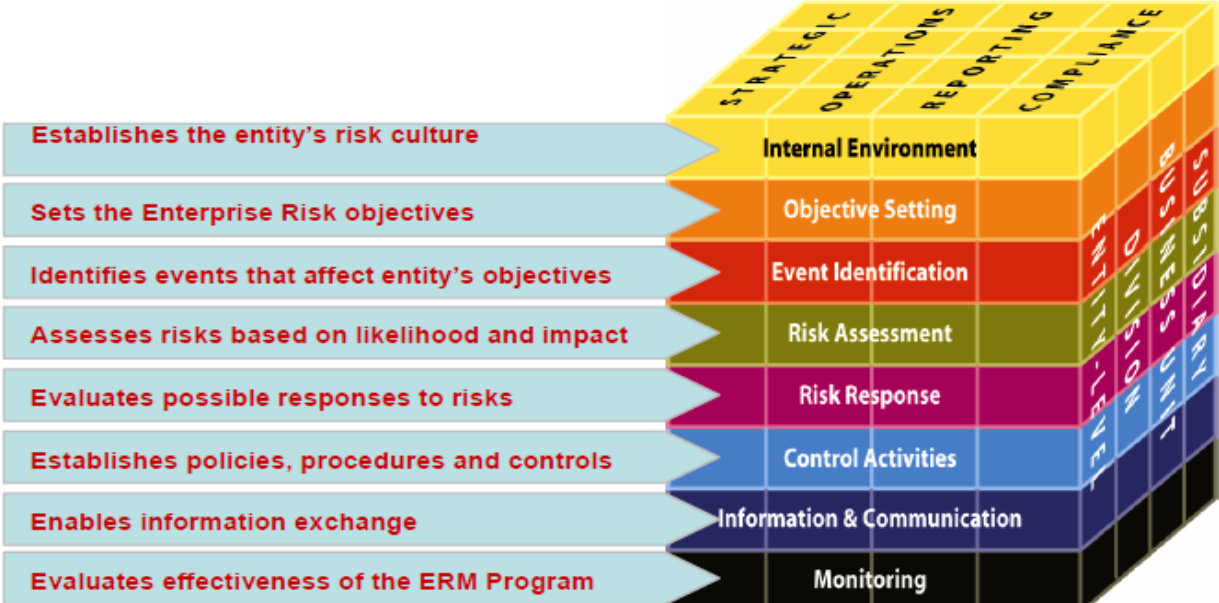 STRATEGIC
OPERATIONS
REPORTING
COMPLIANCE
Establishes the entity's risk culture
Internal Environment
Sets the Enterprise Risk objectives
Objective Setting
Identifies events that affect entity's objectives
Event Identification
Assesses risks based on likelihood and impact
Risk Assessment
Evaluates possible responses to risks
Risk Response
Establishes policies, procedures and controls
Control Activities
Enables information exchange
Information & Communication
Evaluates effectiveness of the ERM Program
Monitoring
ENTITY-LEVEL
DIVISION
BUSINESS UNIT
SUBSIDIARY